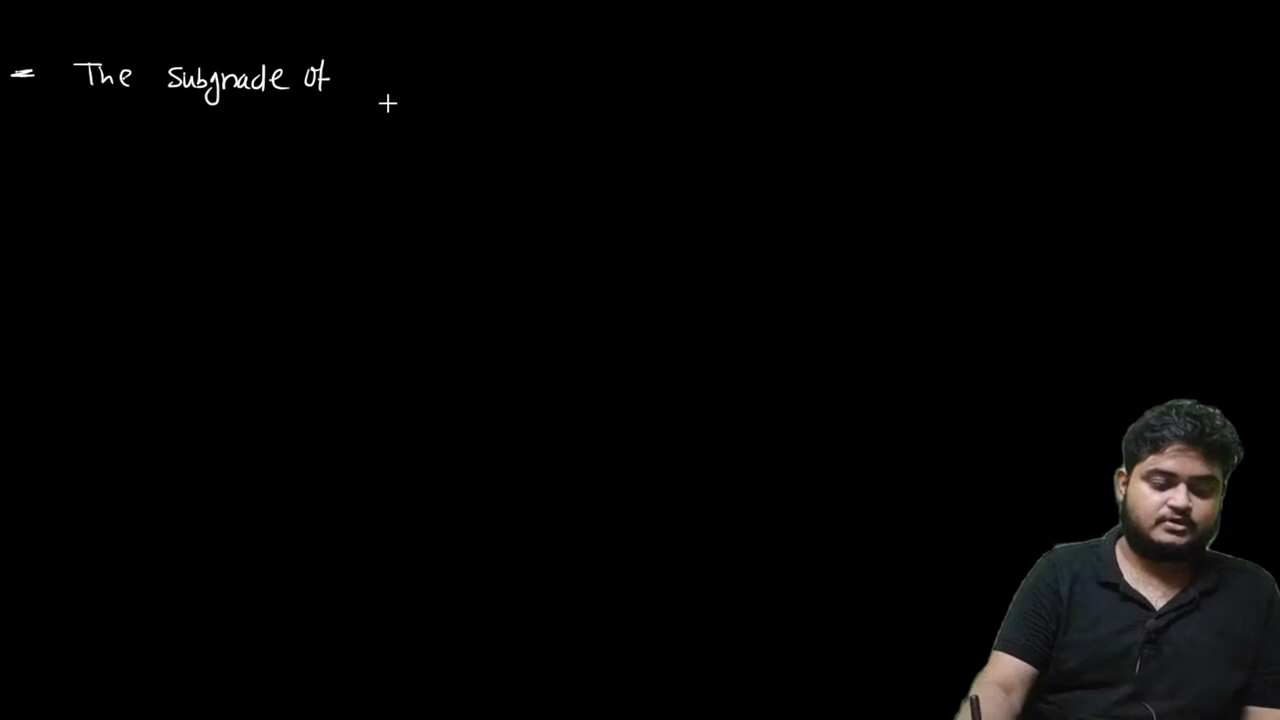 = The Subgrade of